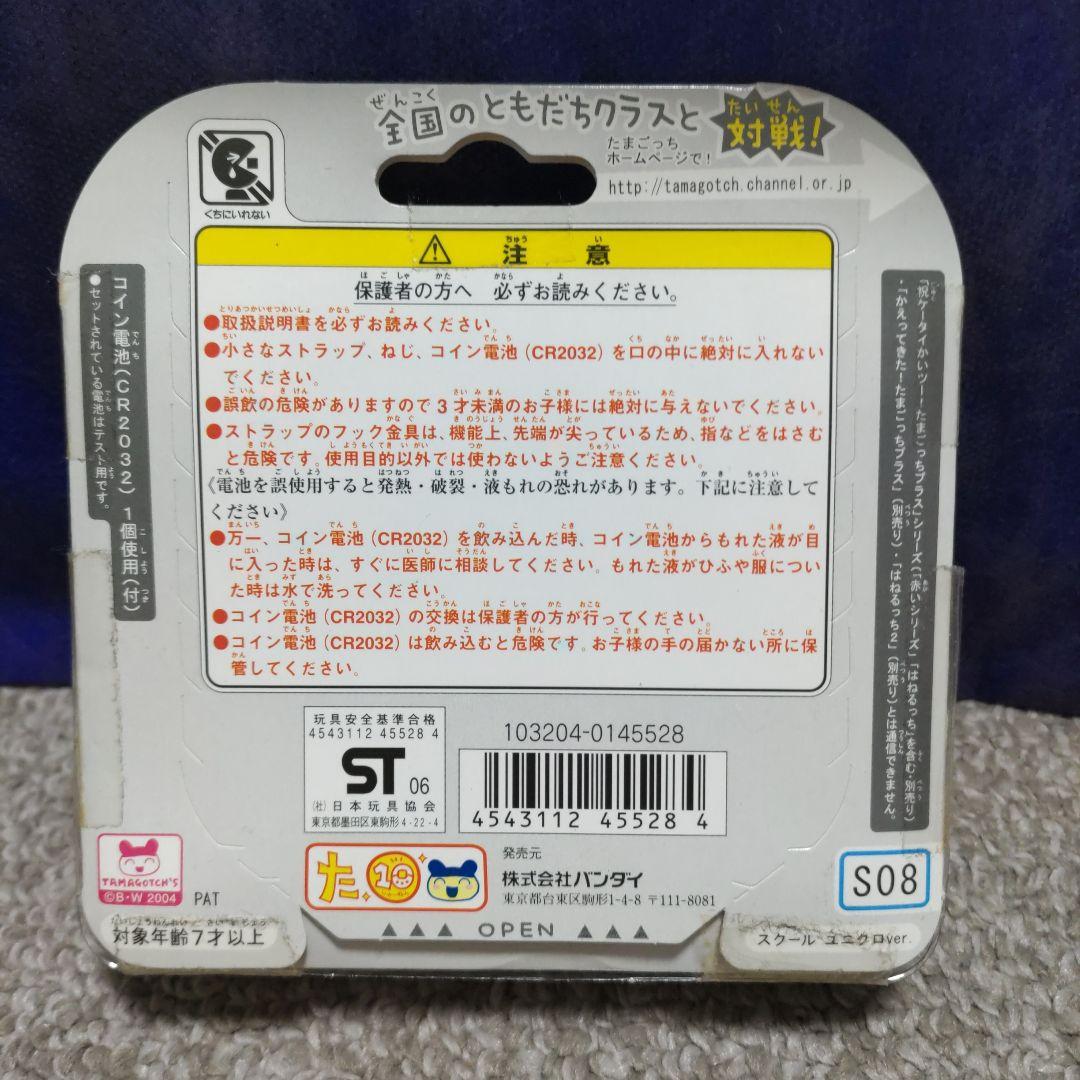 全国のともだちクラスと対戦!
たまごっち
ホームページで!
http://tamagotch.channel.or.jp
くちにいれない
注意
保護者の方へ 必ずお読みください。
●取扱説明書を必ずお読みください。
●小さなストラップ、ねじ、コイン電池(CR2032)を口の中に絶対に入れない
でください。
●誤飲の危険がありますので3才未満のお子様には絶対に与えないでください。
●ストラップのフック金具は、機能上、先端が尖っているため、指などをはさむ
と危険です。使用目的以外では使わないようご注意ください。
《電池を誤使用すると発熱・破裂・液もれの恐れがあります。下記に注意して
ください》
●万一、コイン電池(CR2032)を飲み込んだ時、コイン電池からもれた液が目
に入った時は、すぐに医師に相談してください。もれた液がひふや服につい
た時は水で洗ってください。
●コイン電池(CR2032)の交換は保護者の方が行ってください。
●コイン電池(CR2032)は飲み込むと危険です。お子様の手の届かない所に保
管してください。
コイン電池(CR2032)1個使用(付)
●セットされている電池はテスト用です。
『祝ケータイかいツー!たまごっちプラス』シリーズ(「赤いシリーズ」「はねるっち」を含む・別売り)
・「かえってきた!たまごっちプラス」(別売り)・「はねるっち2」(別売り)とは通信できません。
玩具安全基準合格
4543112 45528 4
ST 06
(社)日本玩具協会
東京都墨田区東駒形4-22-4
103204-0145528
4543112 455284
TAMAGOTCH'S
©B・W 2004
PAT
た
10
発売元
株式会社バンダイ
東京都台東区駒形1-4-8 〒111-8081
S08
対象年齢7才以上
▲▲▲ OPEN ▲▲▲
スクール ユニクロver.